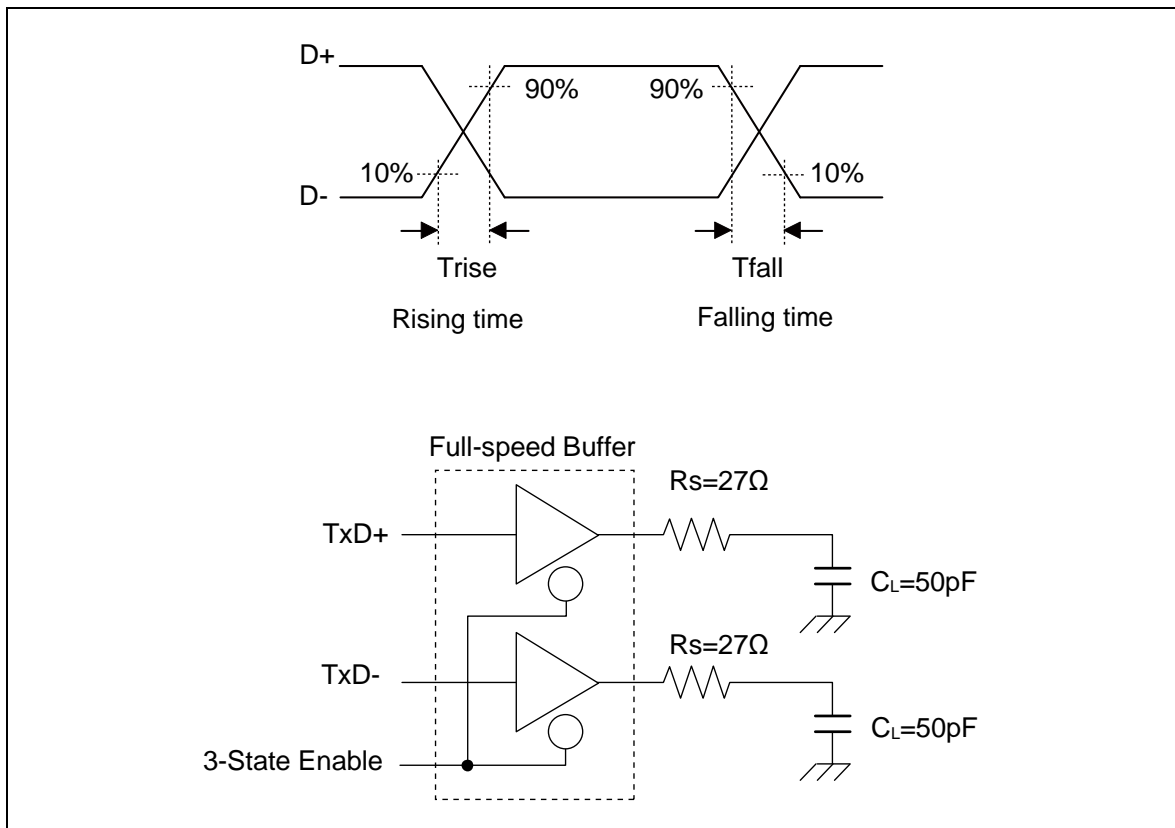 D+
90%
90%
10%
10%
D-
Trise
Tfall
Rising time
Falling time
Full-speed Buffer
Rs=27Ω
TxD+
CL=50pF
Rs=27Ω
TxD-
CL=50pF
3-State Enable